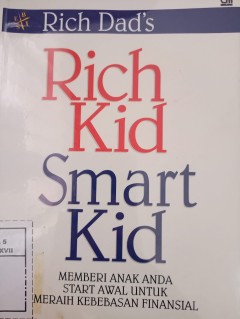 Rich Dad's
Rich
Kid
Smart
Kid
MEMBERI ANAK ANDA
START AWAL UNTUK
MERAIH KEBEBASAN FINANSIAL